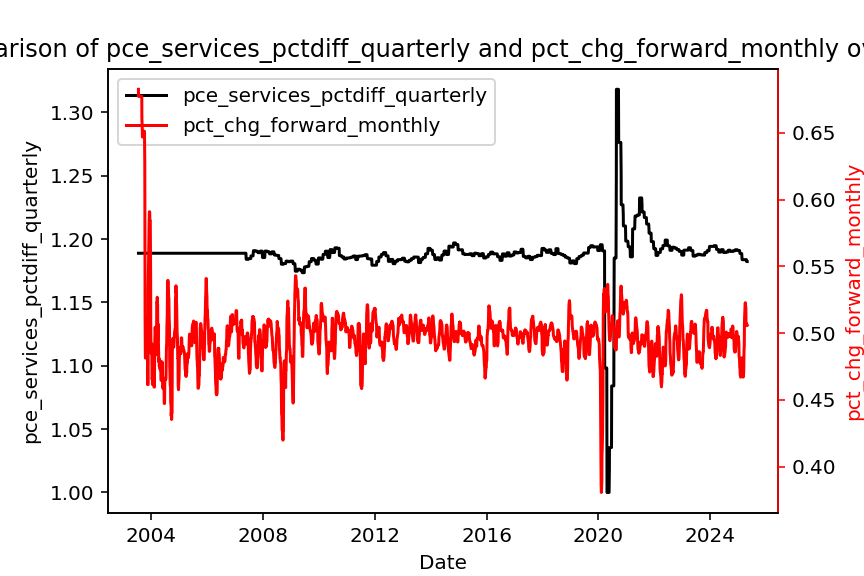 of pce_services_pctdiff_quarterly and pct_chg_forward_monthly
pce_services_pctdiff_quarterly
pct_chg_forward_monthly
1.30
1.25
1.20
1.15
1.10
1.05
1.00
pce_services_pctdiff_quarterly
0.65
0.60
0.55
0.50
0.45
0.40
pct_chg_forward_monthly
2004 2008 2012 2016 2020 2024
Date